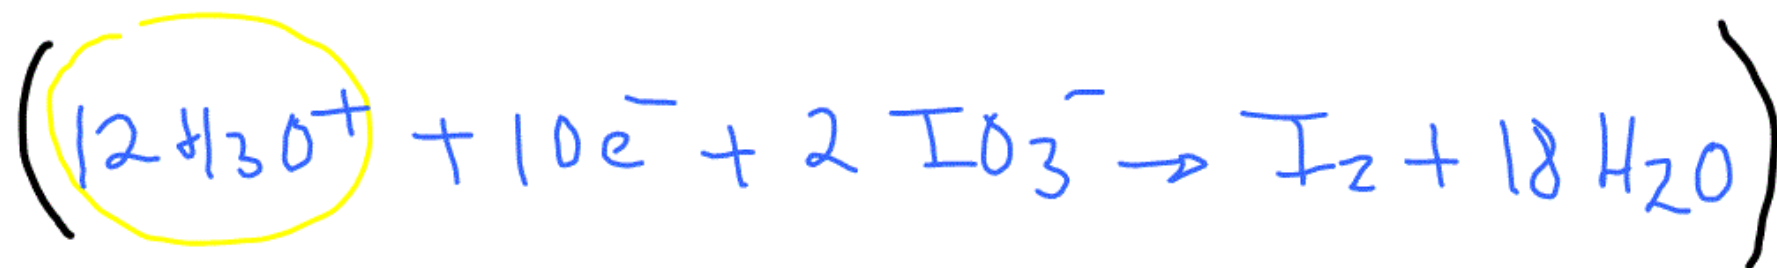 (12 H₃O⁺ + 10e⁻ + 2 IO₃⁻ → I₂ + 18 H₂O)